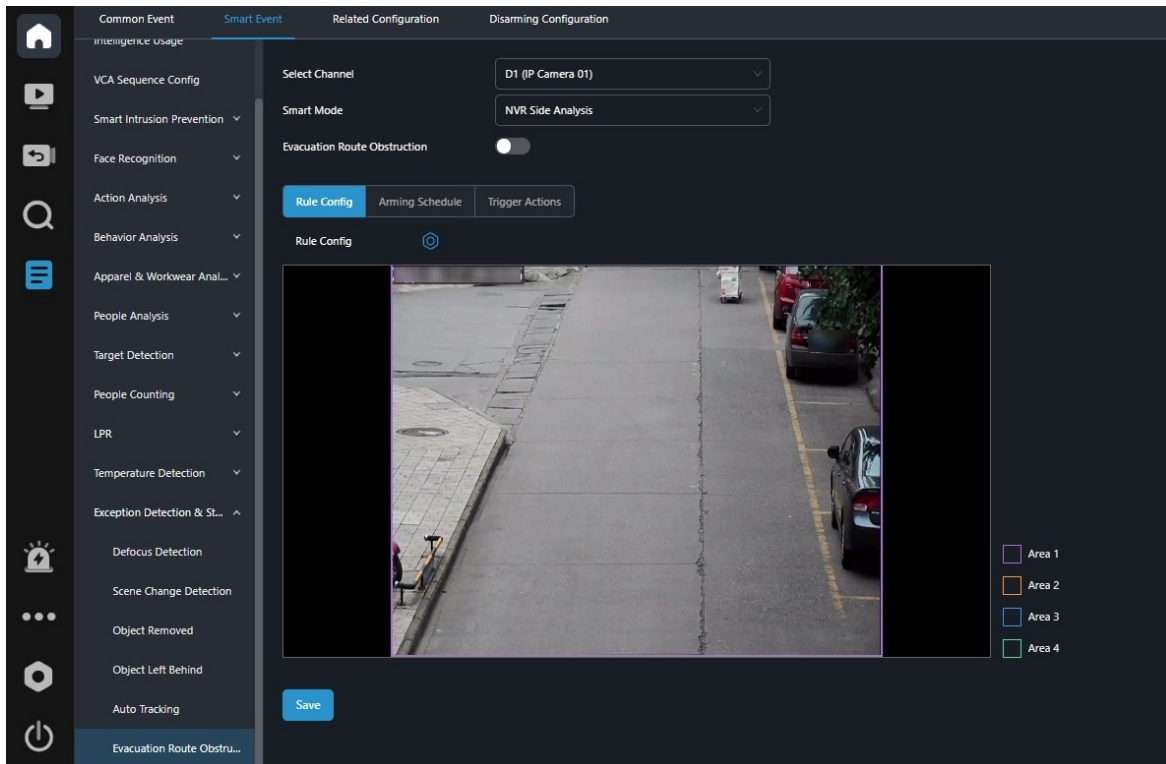 Common Event
Smart Event
Related Configuration
Disarming Configuration
Intelligence Usage
VCA Sequence Config
Smart Intrusion Prevention
Face Recognition
Action Analysis
Behavior Analysis
Apparel & Workwear Anal...
People Analysis
Target Detection
People Counting
LPR
Temperature Detection
Exception Detection & St...
Defocus Detection
Scene Change Detection
Object Removed
Object Left Behind
Auto Tracking
Evacuation Route Obstru...
Select Channel
D1 (IP Camera 01)
Smart Mode
NVR Side Analysis
Evacuation Route Obstruction
Rule Config
Arming Schedule
Trigger Actions
Rule Config
Area 1
Area 2
Area 3
Area 4
Save